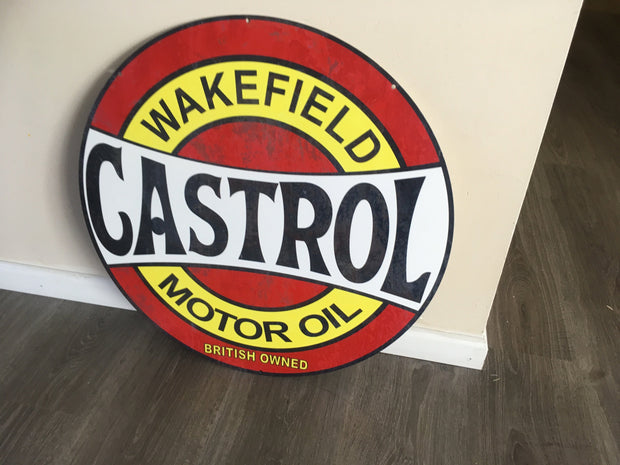 WAKEFIELD
CASTROL
MOTOR OIL
BRITISH OWNED